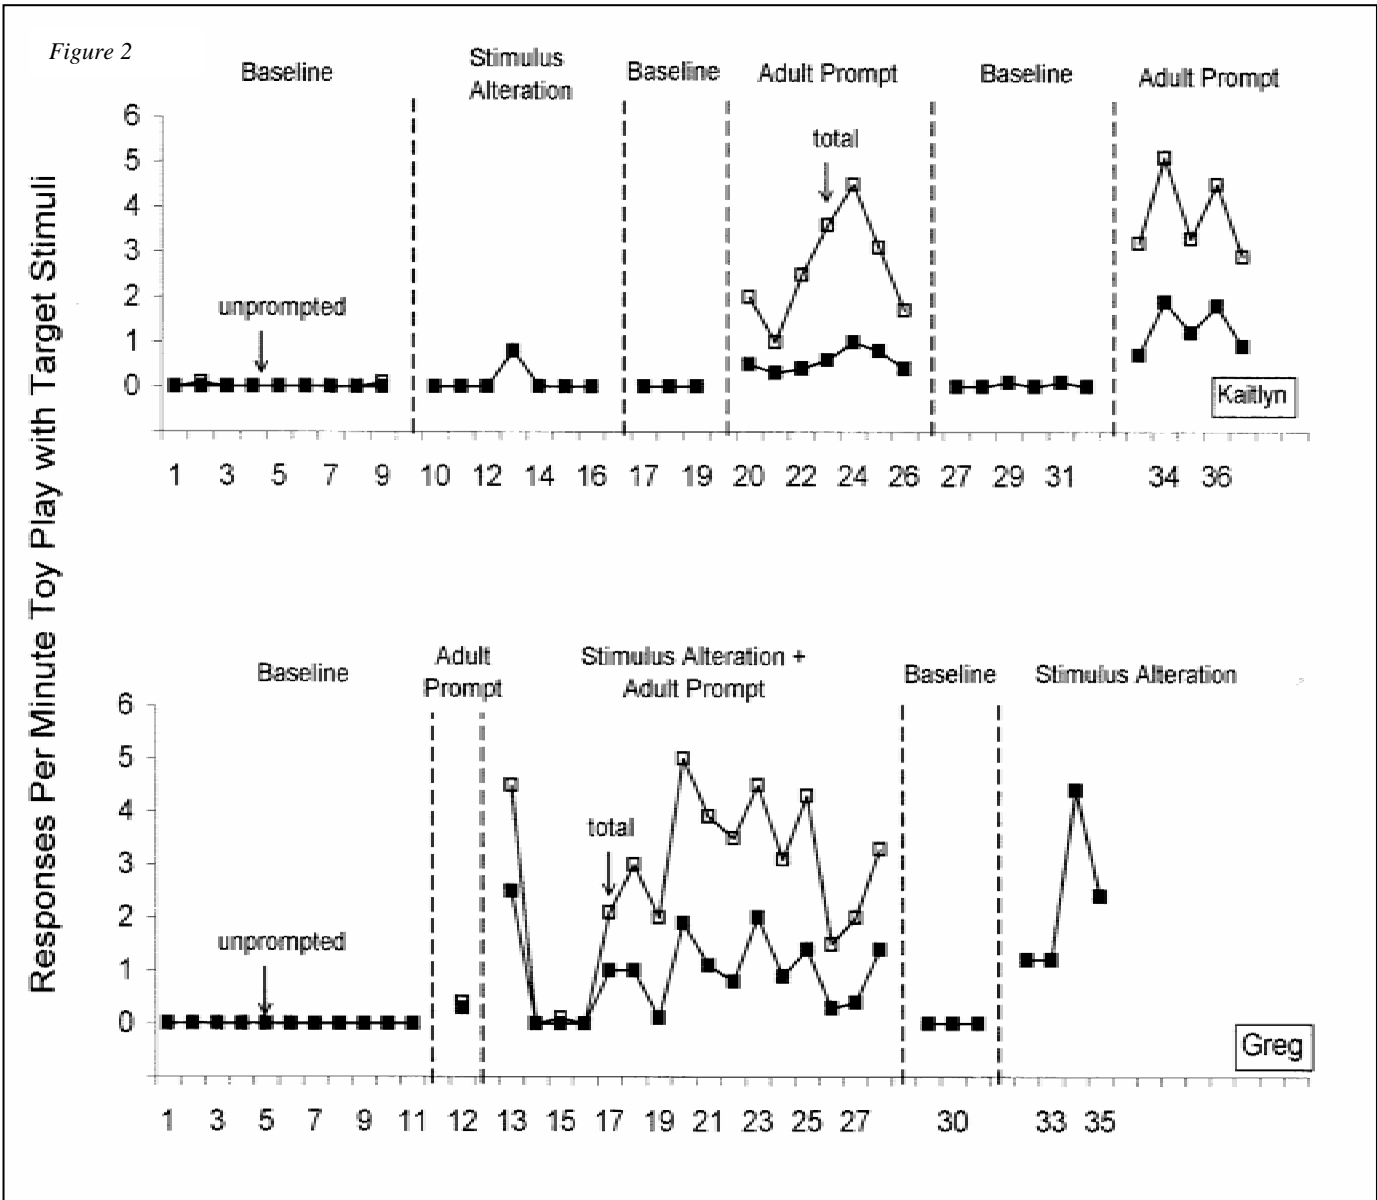 Figure 2
Responses Per Minute Toy Play with Target Stimuli
Baseline
Stimulus
Alteration
Baseline
Adult Prompt
Baseline
Adult Prompt
6
5
4
3
2
1
0
unprompted
total
Kaitlyn
1 3 5 7 9 10 12 14 16 17 19 20 22 24 26 27 29 31 34 36
Baseline
Adult
Prompt
Stimulus Alteration +
Adult Prompt
Baseline
Stimulus Alteration
6
5
4
3
2
1
0
unprompted
total
Greg
1 3 5 7 9 11 12 13 15 17 19 21 23 25 27 30 33 35